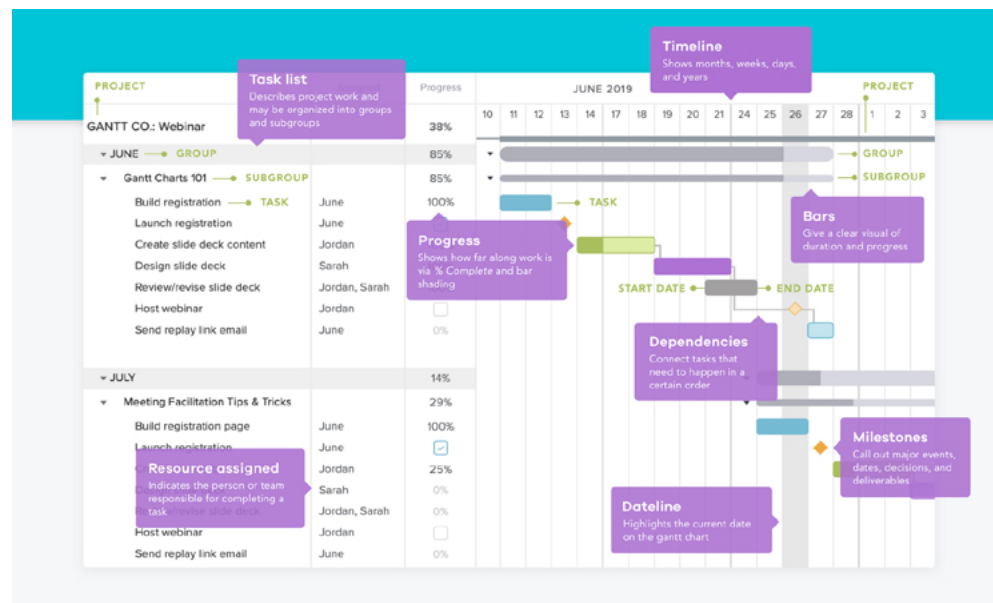 Timeline
Shows months, weeks, days,
and years
PROJECT
Task list
Describes project work and
may be organized into groups
and subgroups
Progress
JUNE 2019
PROJECT
10 11 12 13 14 17 18 19 20 21 24 25 26 27 28 1 2 3
GANTT CO.: Webinar 38%
JUNE GROUP 85% GROUP
Gantt Charts 101 SUBGROUP 85% SUBGROUP
Build registration TASK June 100% TASK
Launch registration June
Create slide deck content Jordan
Design slide deck Sarah
Review/revise slide deck Jordan, Sarah START DATE END DATE
Host webinar Jordan
Send replay link email June 0%
Progress
Shows how far along work is
via % Complete and bar
shading
Bars
Give a clear visual of
duration and progress
Dependencies
Connect tasks that
need to happen in a
certain order
JULY 14%
Meeting Facilitation Tips & Tricks 29%
Build registration page June 100%
Launch registration June
Jordan 25%
Sarah 0%
Review/revise slide deck Jordan, Sarah 0%
Host webinar Jordan
Send replay link email June 0%
Resource assigned
Indicates the person or team
responsible for completing a
task
Milestones
Call out major events,
dates, decisions, and
deliverables
Dateline
Highlights the current date
on the gantt chart